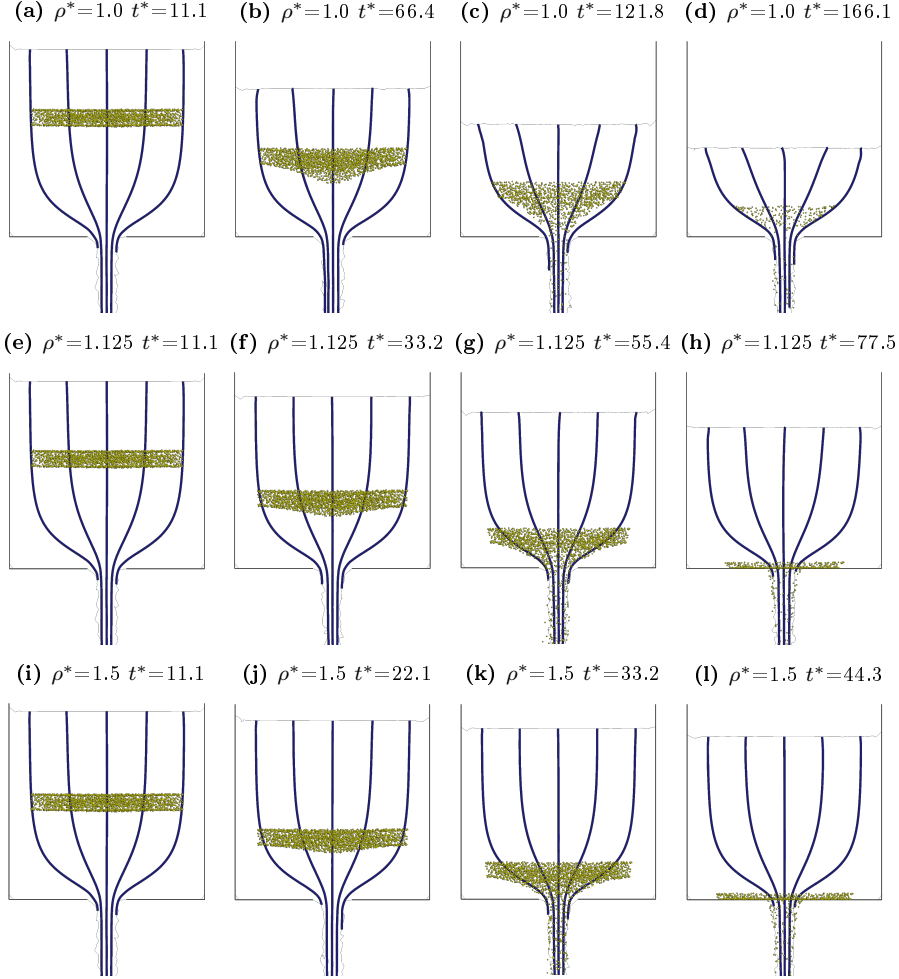 (a) ρ*=1.0 t*=11.1
(b) ρ*=1.0 t*=66.4
(c) ρ*=1.0 t*=121.8
(d) ρ*=1.0 t*=166.1
(e) ρ*=1.125 t*=11.1
(f) ρ*=1.125 t*=33.2
(g) ρ*=1.125 t*=55.4
(h) ρ*=1.125 t*=77.5
(i) ρ*=1.5 t*=11.1
(j) ρ*=1.5 t*=22.1
(k) ρ*=1.5 t*=33.2
(l) ρ*=1.5 t*=44.3